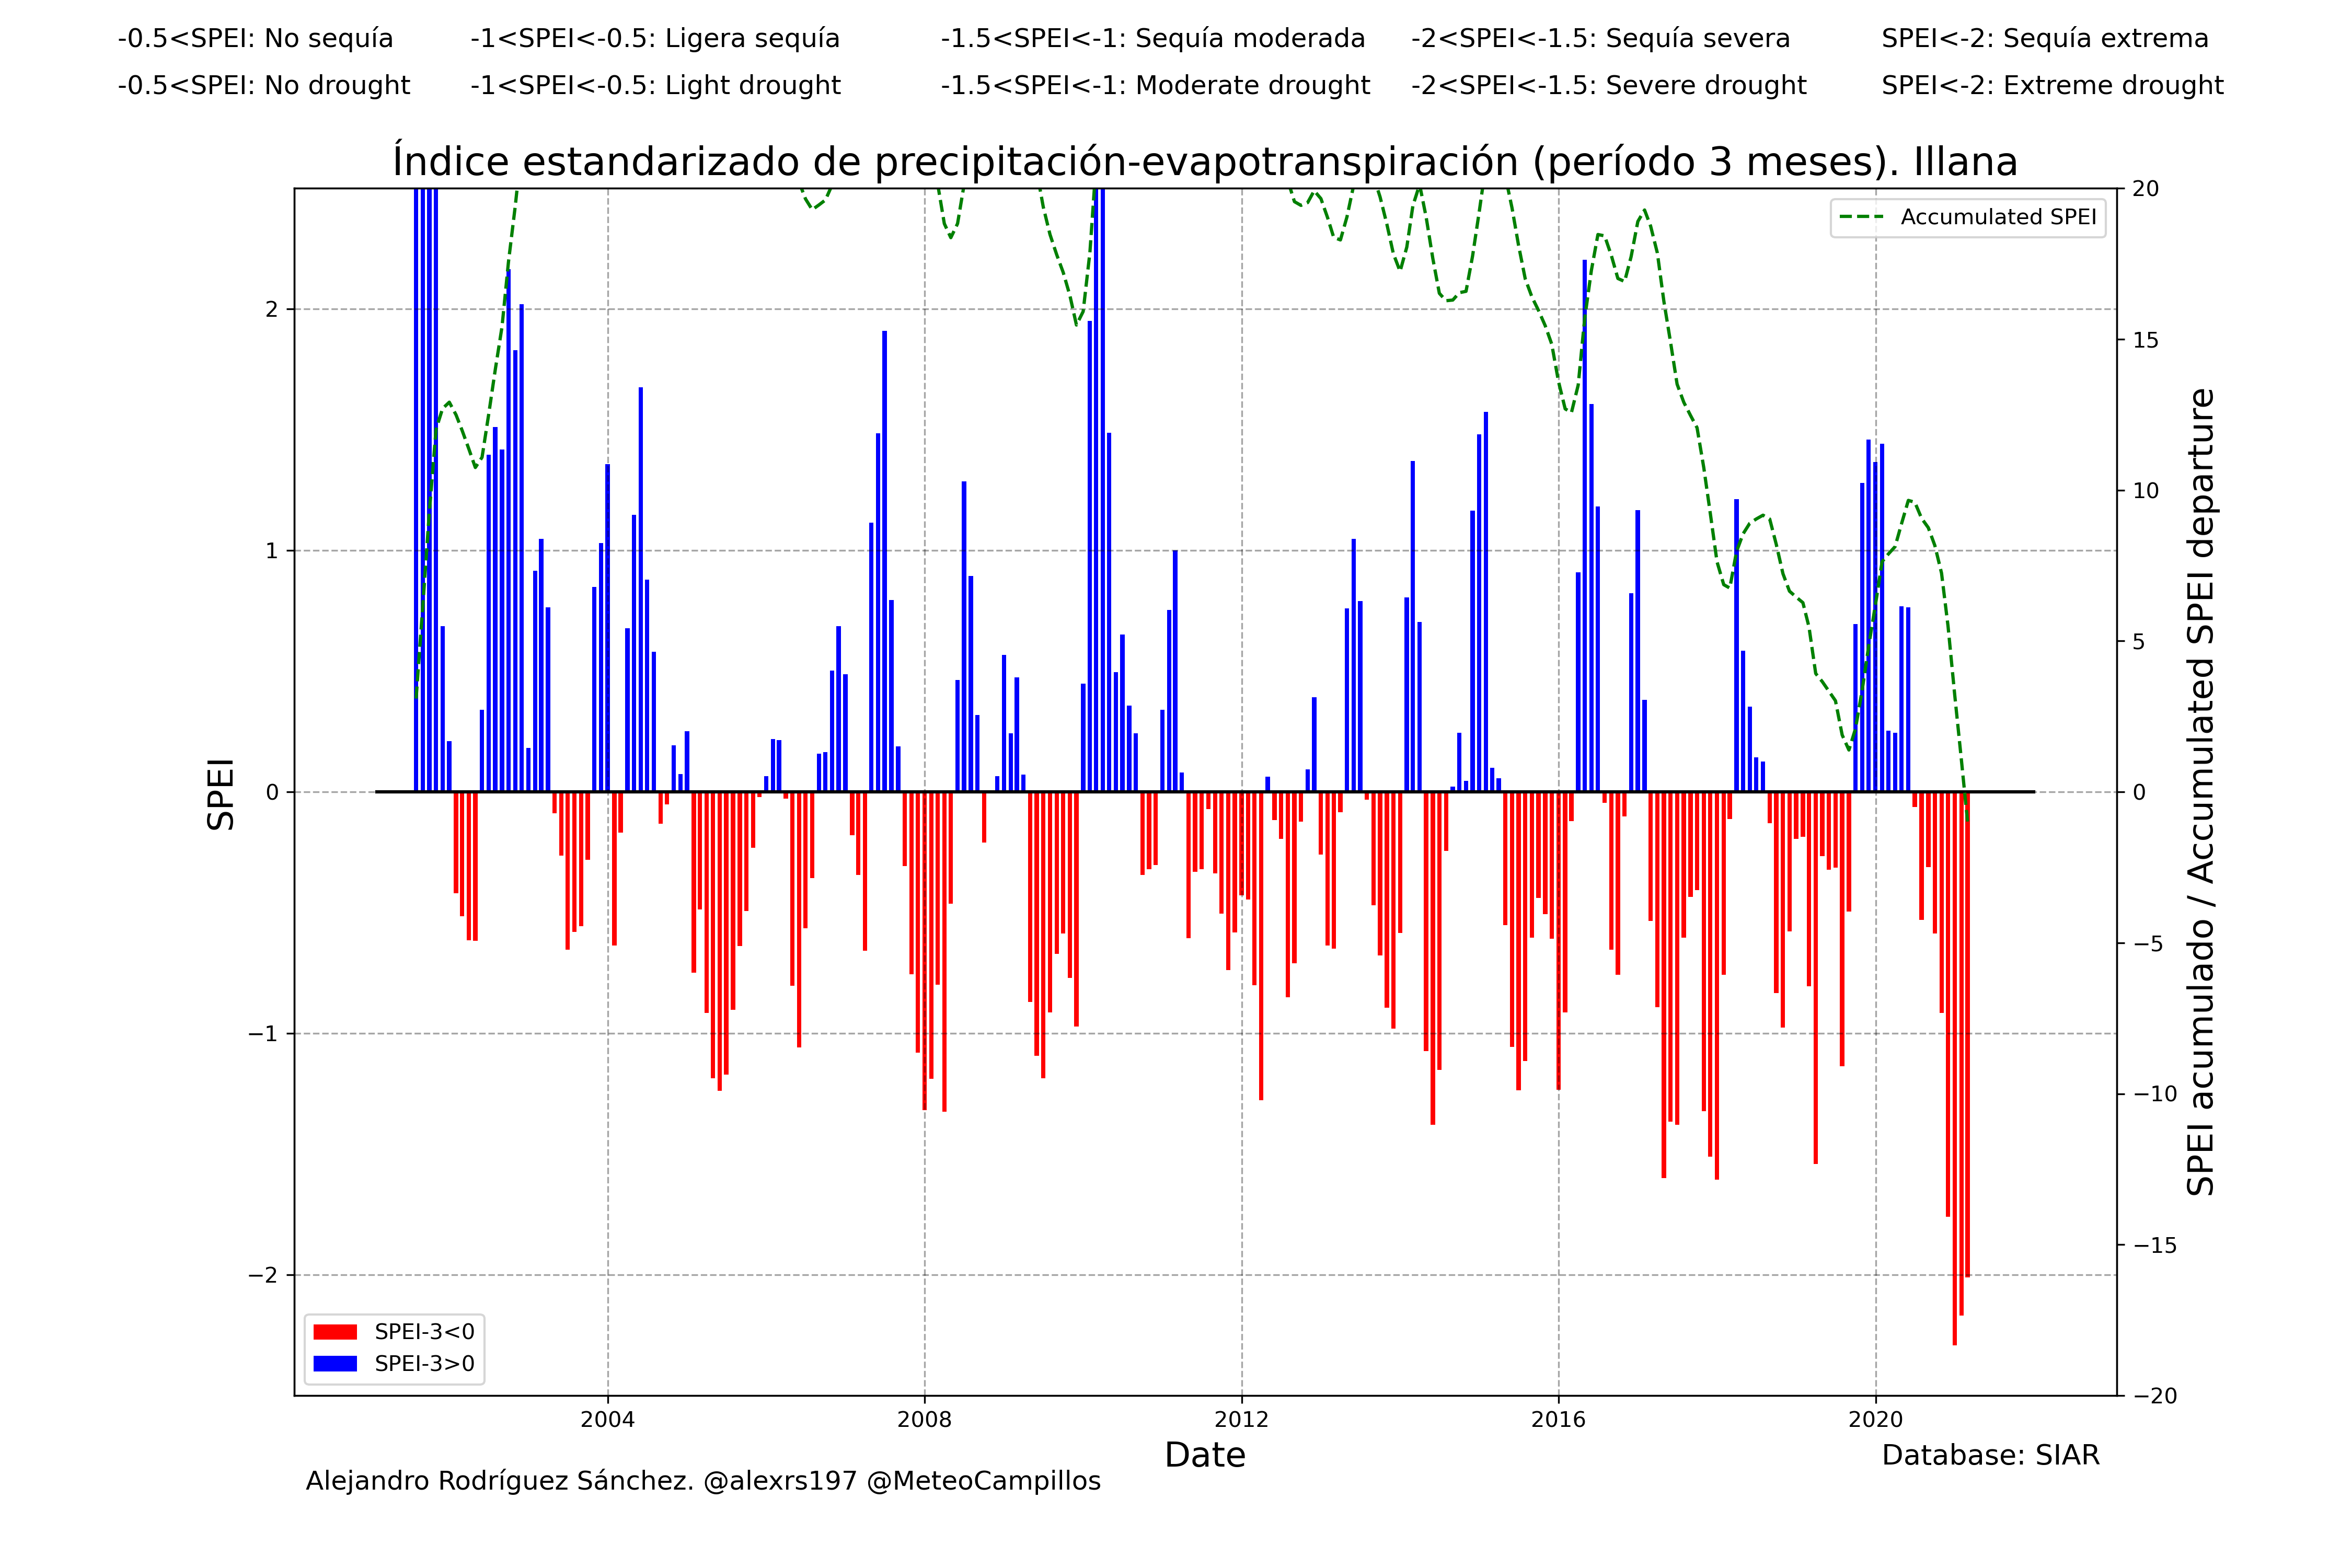 -0.5<SPEI: No sequía -1<SPEI<-0.5: Ligera sequía -1.5<SPEI<-1: Sequía moderada -2<SPEI<-1.5: Sequía severa SPEI<-2: Sequía extrema
-0.5<SPEI: No drought -1<SPEI<-0.5: Light drought -1.5<SPEI<-1: Moderate drought -2<SPEI<-1.5: Severe drought SPEI<-2: Extreme drought
Índice estandarizado de precipitación-evapotranspiración (período 3 meses). Illana
Accumulated SPEI
SPEI
2
1
0
−1
−2
20
15
10
5
0
−5
−10
−15
−20
SPEI acumulado / Accumulated SPEI departure
SPEI-3<0
SPEI-3>0
2004 2008 2012 2016 2020
Date
Database: SIAR
Alejandro Rodríguez Sánchez. @alexrs197 @MeteoCampillos